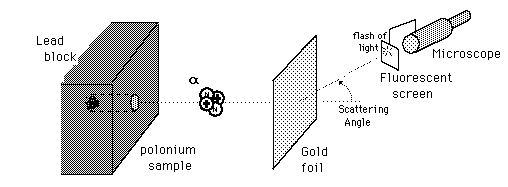 Lead
block
polonium
sample
α
N
N
Gold
foil
flash of
light
Scattering
Angle
Fluorescent
screen
Microscope